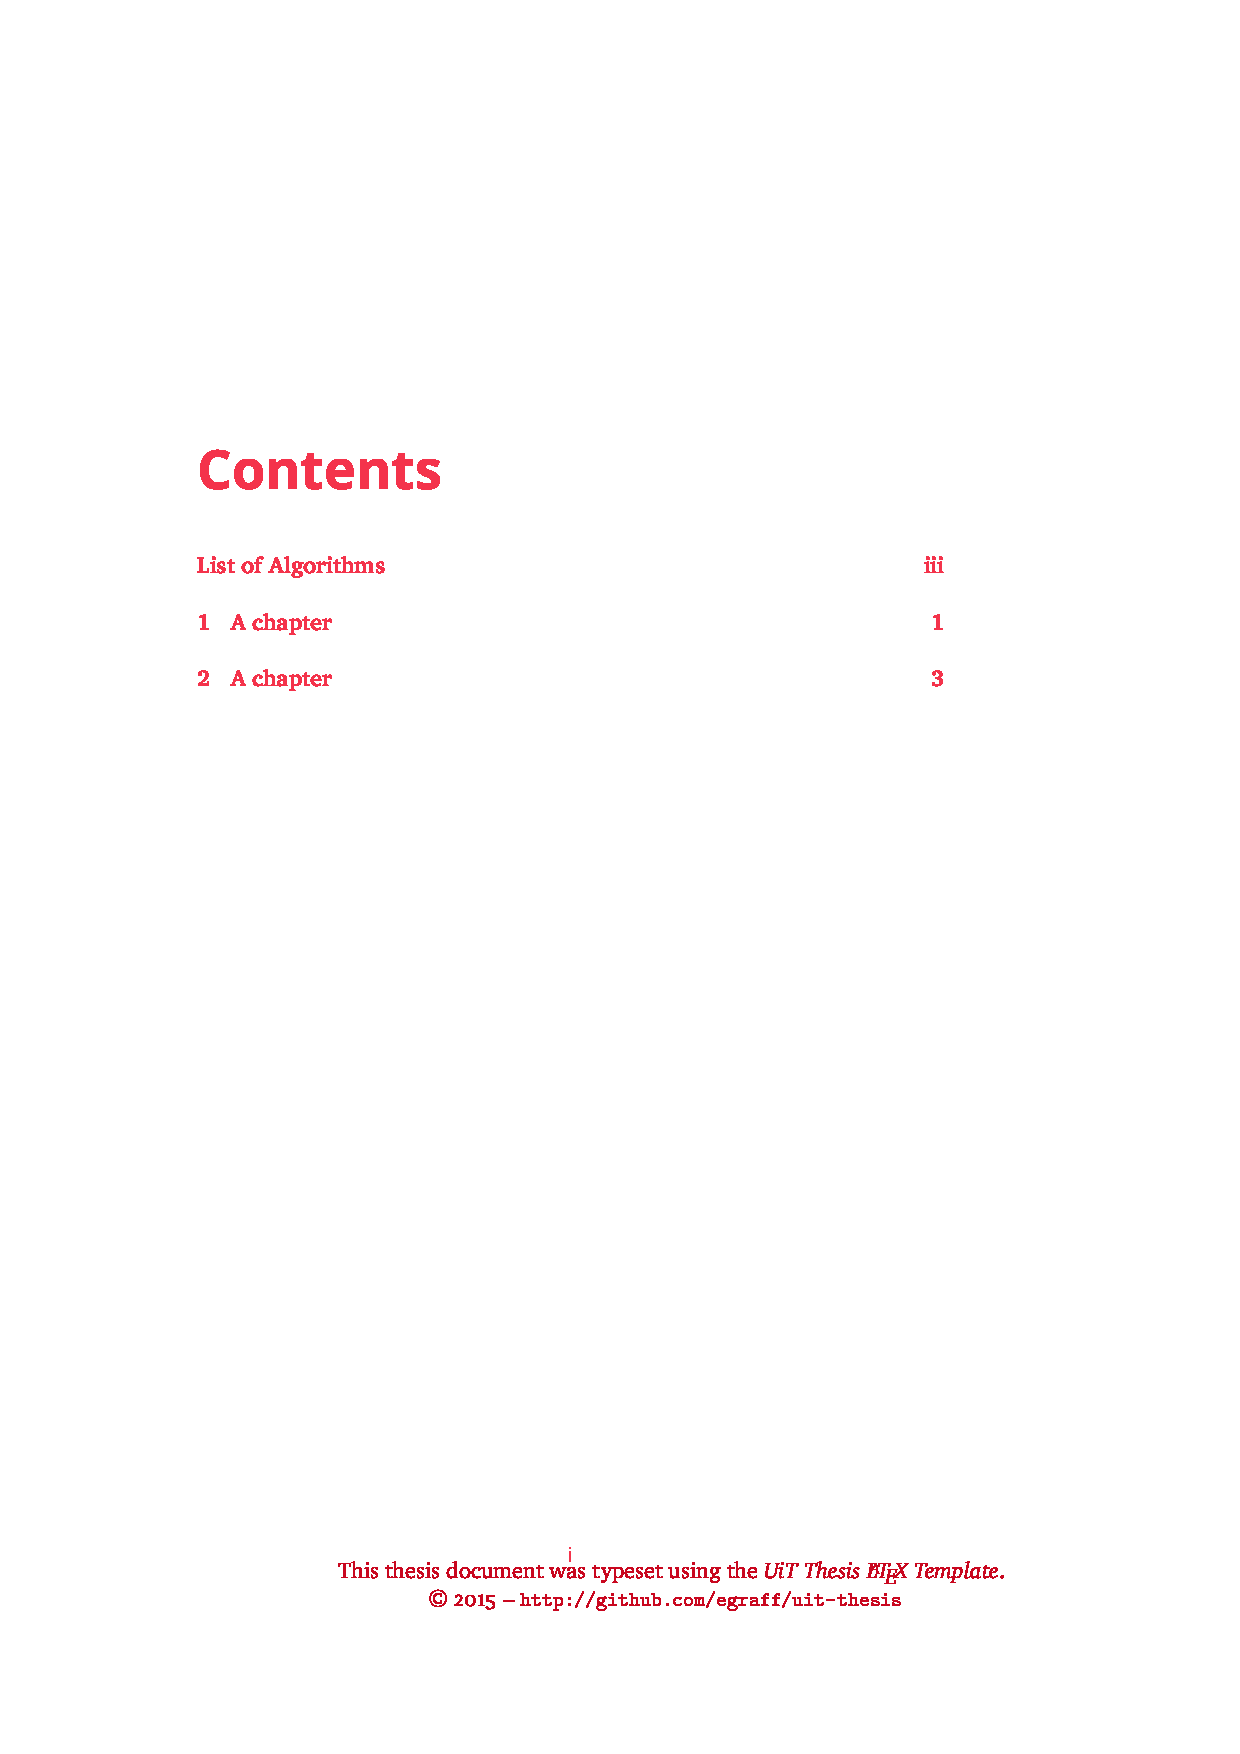 Contents
List of Algorithms iii
1 A chapter 1
2 A chapter 3
i
This thesis document was typeset using the UiT Thesis LATEX Template.
© 2015 – http://github.com/egraff/uit-thesis